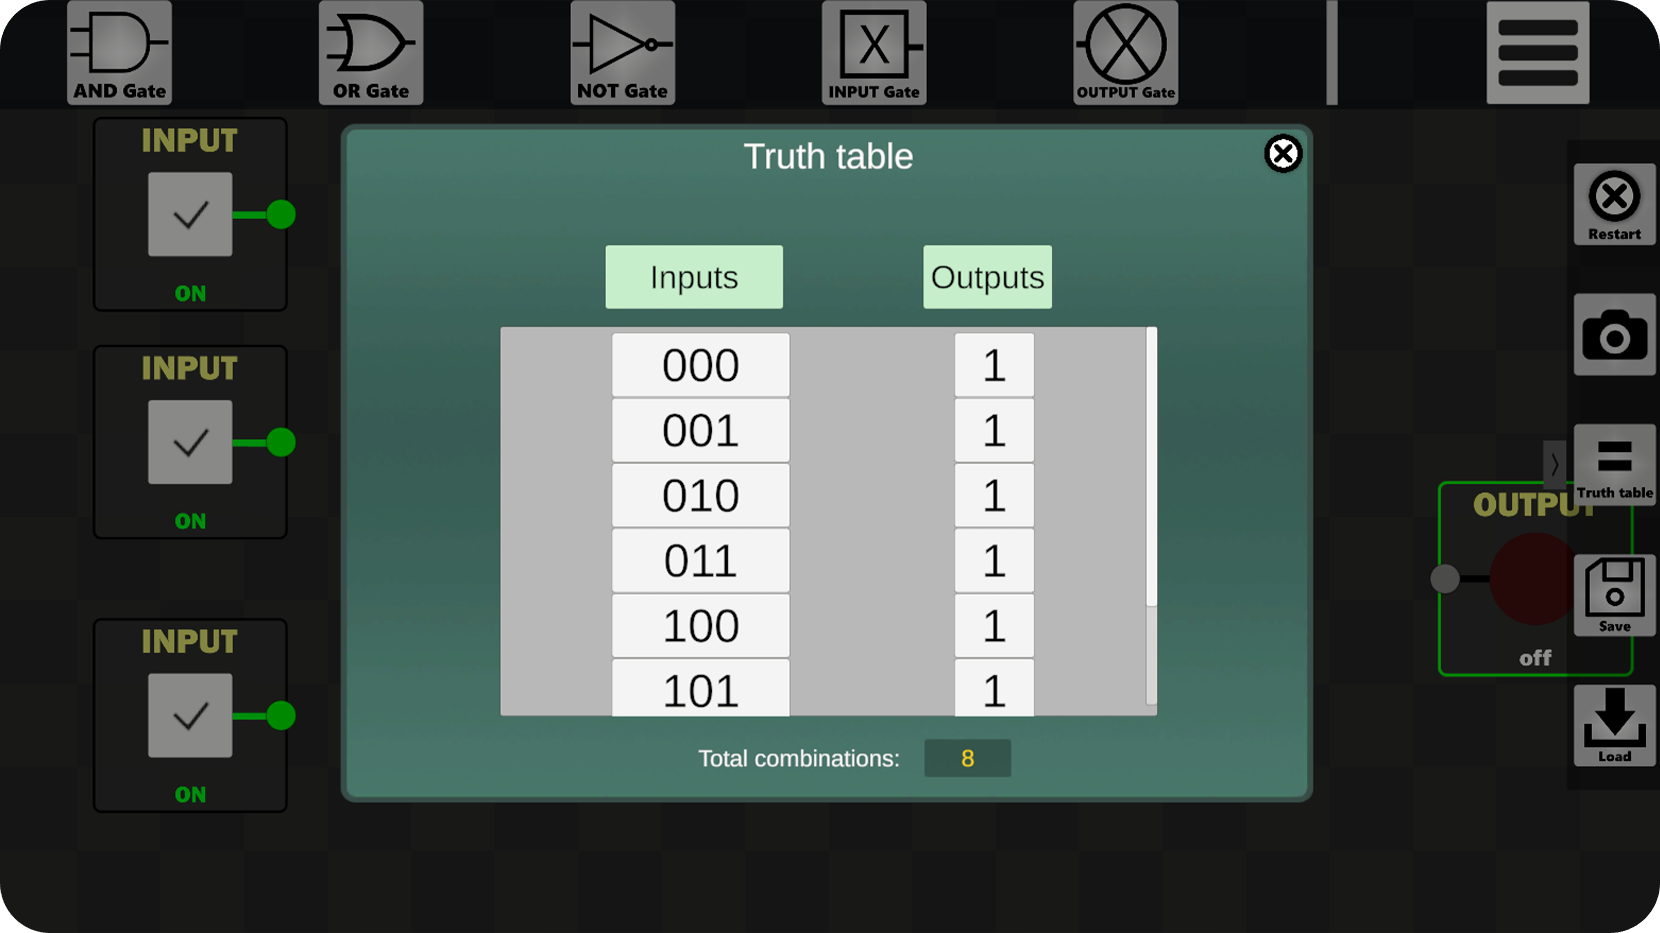 AND Gate
OR Gate
NOT Gate
X
INPUT Gate
OUTPUT Gate
INPUT
ON
INPUT
ON
INPUT
ON
Truth table
Inputs Outputs
000 1
001 1
010 1
011 1
100 1
101 1
Total combinations: 8
Restart
Truth table
OUTPUT
off
Save
Load